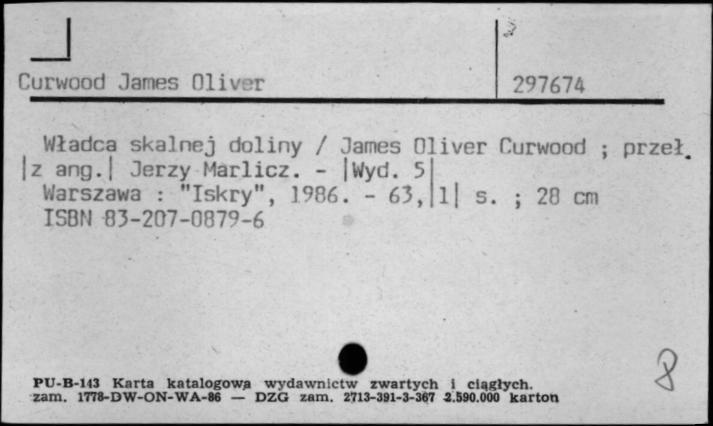 Curwood James Oliver 297674
Władca skalnej doliny / James Oliver Curwood ; przeł.
|z ang.| Jerzy Marlicz. - |Wyd. 5|
Warszawa : "Iskry", 1986. - 63,|1| s. ; 28 cm
ISBN 83-207-0879-6
8
PU-B-143 Karta katalogowa wydawnictw zwartych i ciągłych.
zam. 1778-DW-ON-WA-86 — DZG zam. 2713-391-3-367 2.590.000 karton